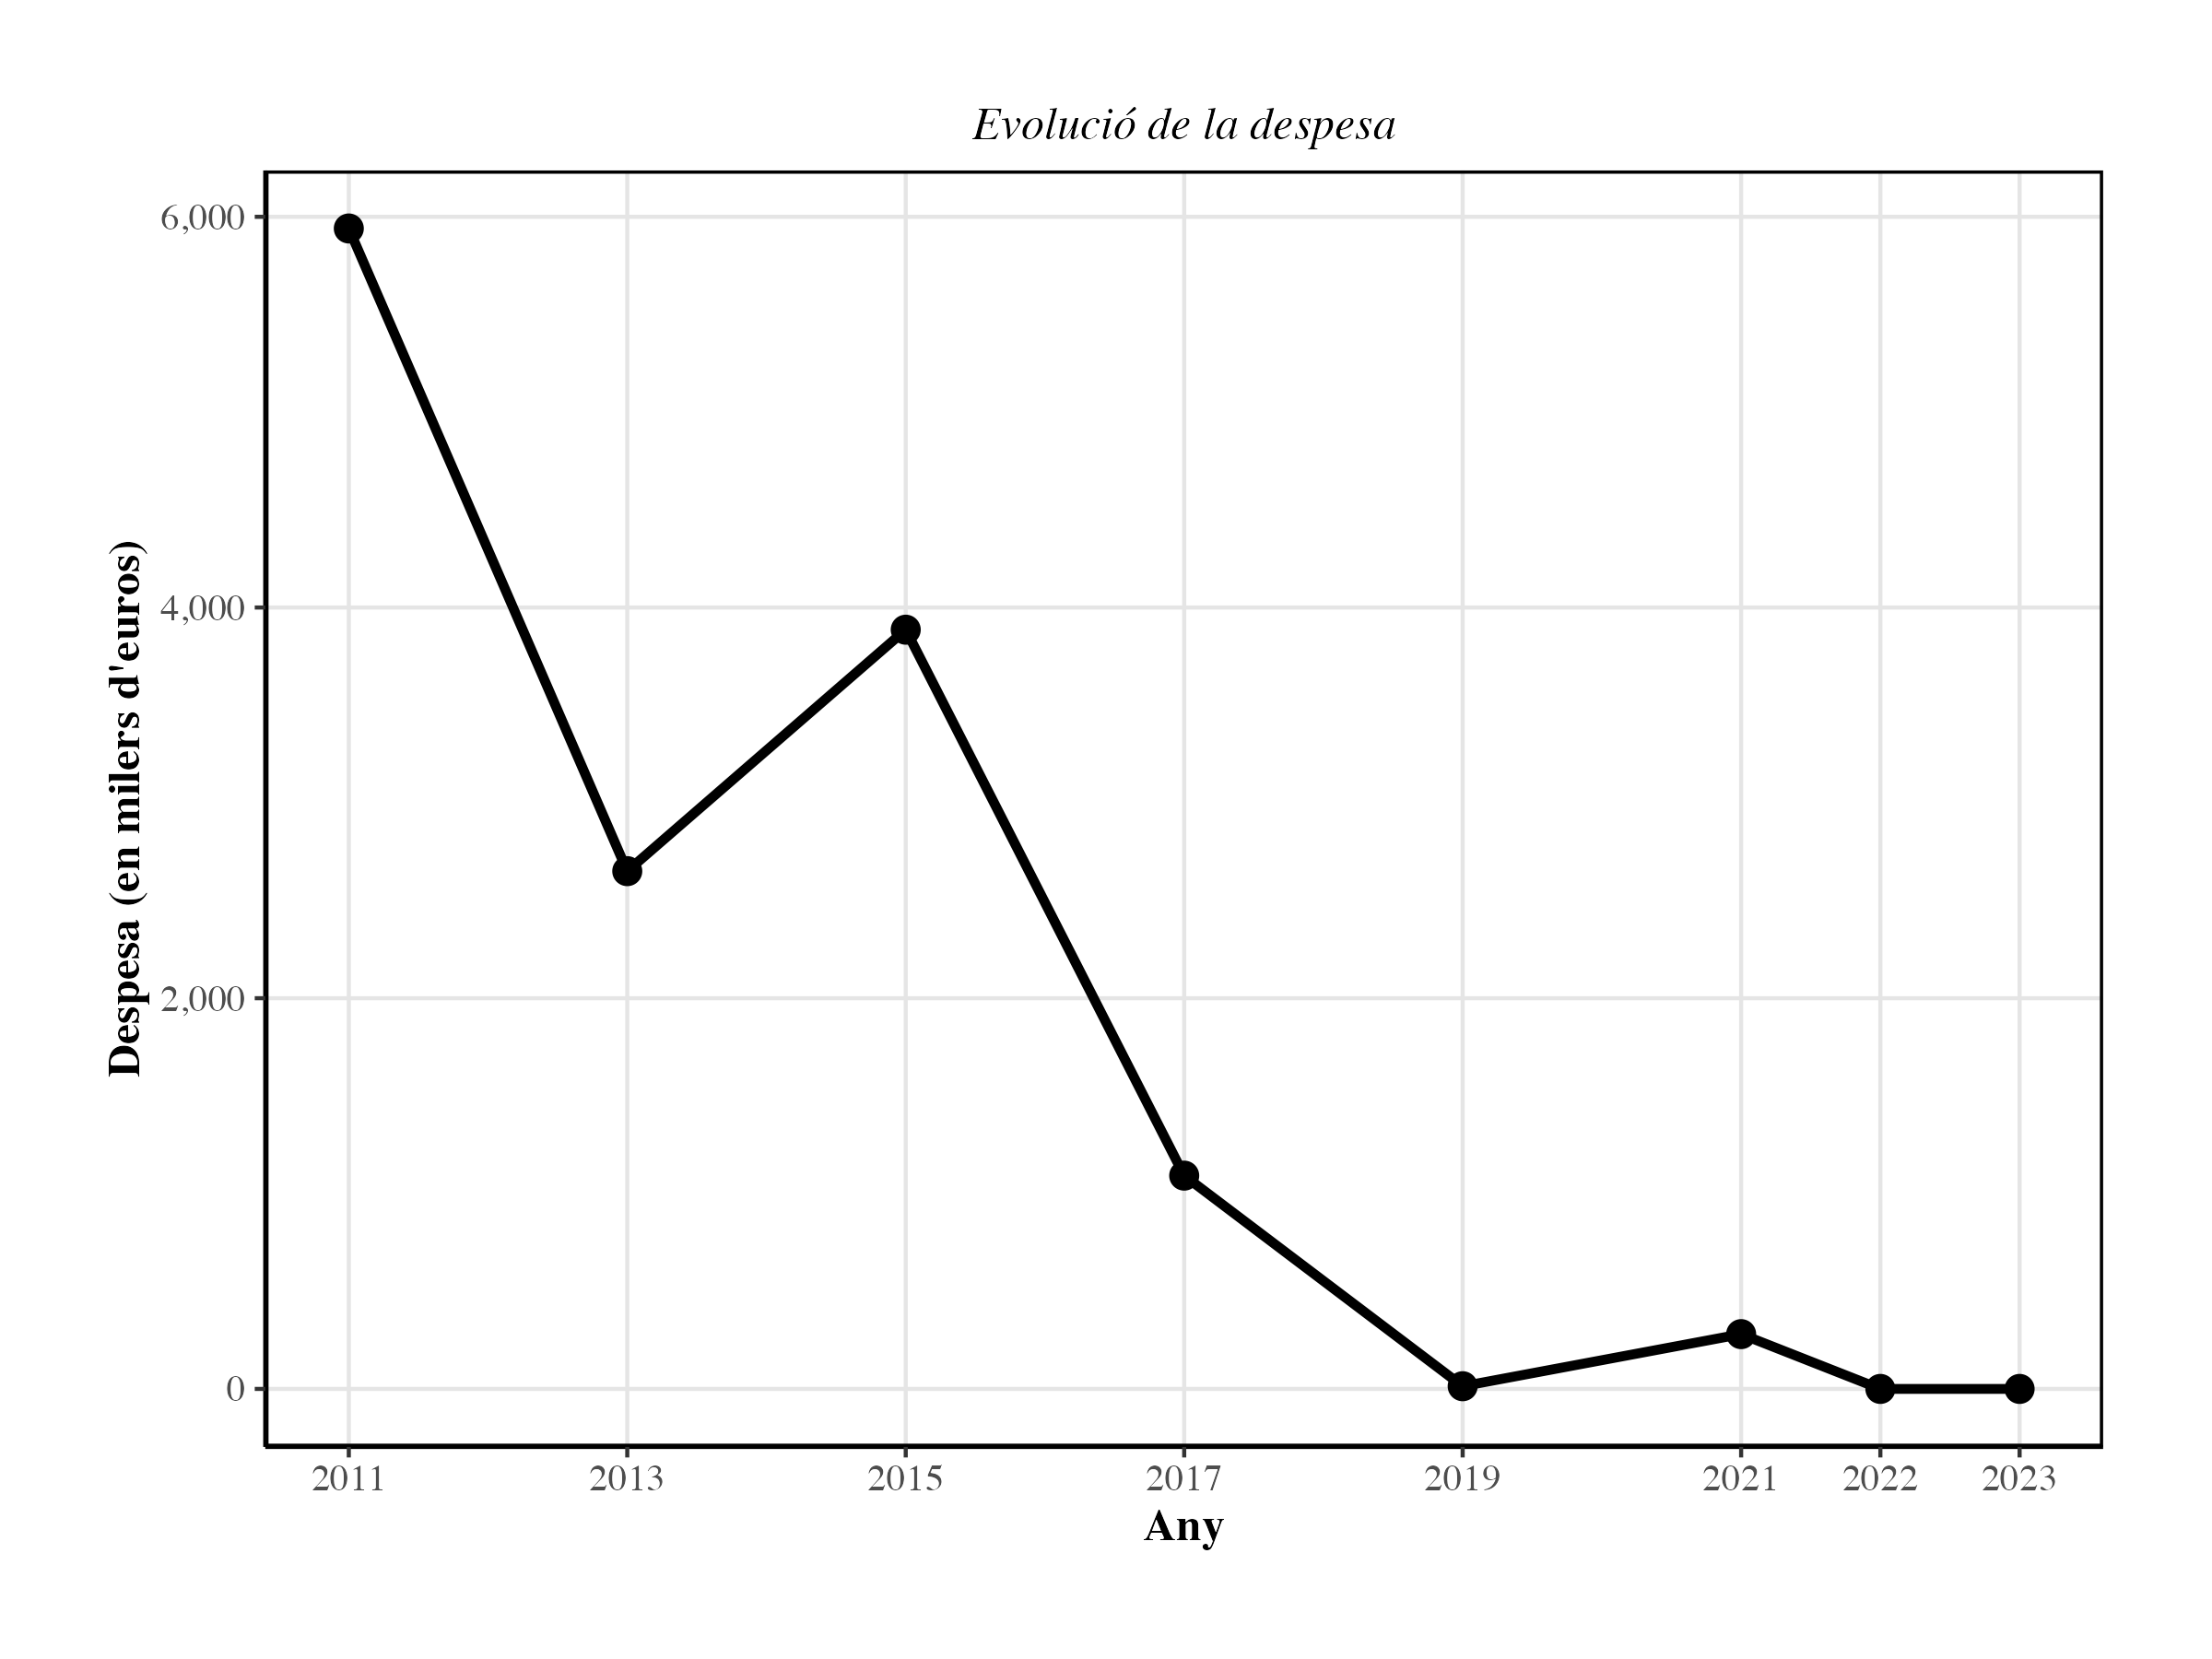 Evolució de la despesa
Despesa (en milers d'euros)
6,000
4,000
2,000
0
2011 2013 2015 2017 2019 2021 2022 2023
Any